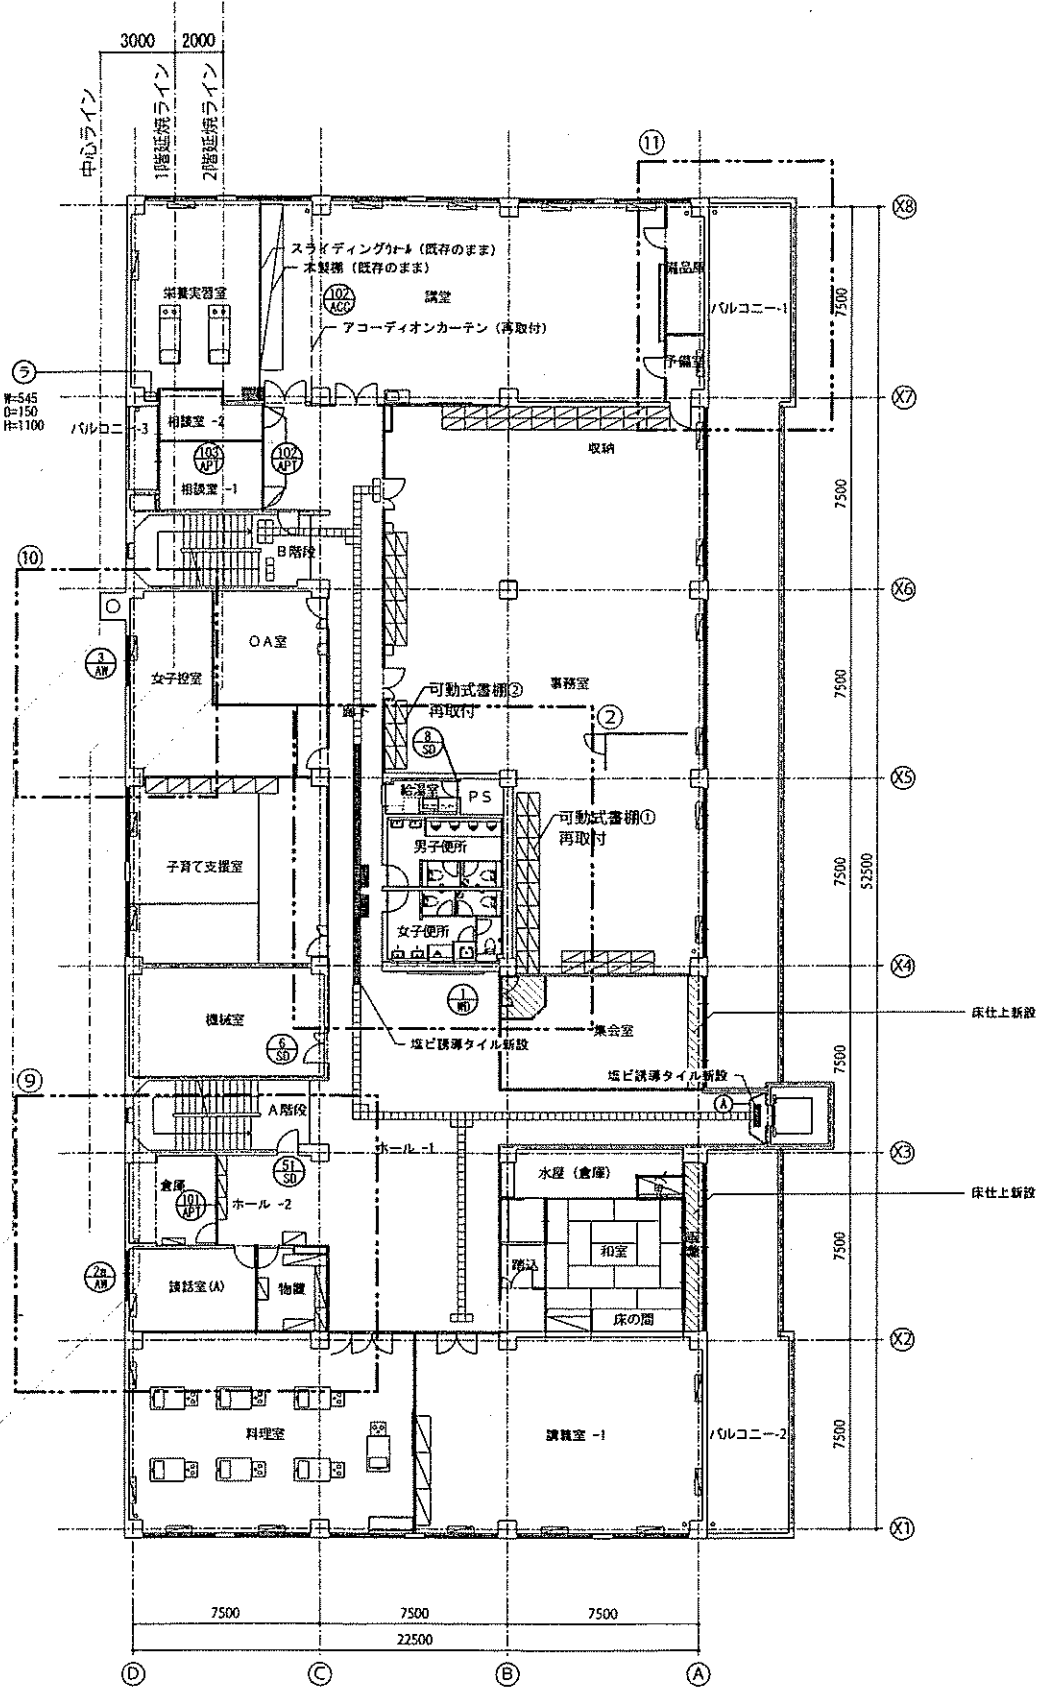 3000
2000
中心ライン
1階延焼ライン
2階延焼ライン
⑪
X8
スライディングウォール（既存のまま）
木製棚（既存のまま）
栄養実習室
102
ACC
講堂
備品庫
バルコニー-1
7500
アコーディオンカーテン（再取付）
予備室
ラ
W=545
D=150
H=1100
X7
バルコニー-3
相談室 -2
収納
103
APT
102
APT
相談室 -1
7500
B階段
⑩
X6
OA室
3
AW
女子控室
事務室
7500
可動式書棚②
再取付
廊下
②
8
SD
X5
給湯室
PS
可動式書棚①
再取付
男子便所
子育て支援室
7500
52500
女子便所
X4
1
WD
機械室
集会室
床仕上新設
6
SD
塩ビ誘導タイル新設
7500
塩ビ誘導タイル新設
⑨
A
A階段
ホール -1
X3
51
SD
水屋（倉庫）
倉庫
101
APT
ホール -2
床仕上新設
和室
7500
踏込
2a
AW
談話室(A)
物置
床の間
X2
料理室
講義室 -1
バルコニー-2
7500
X1
7500
7500
7500
22500
D
C
B
A